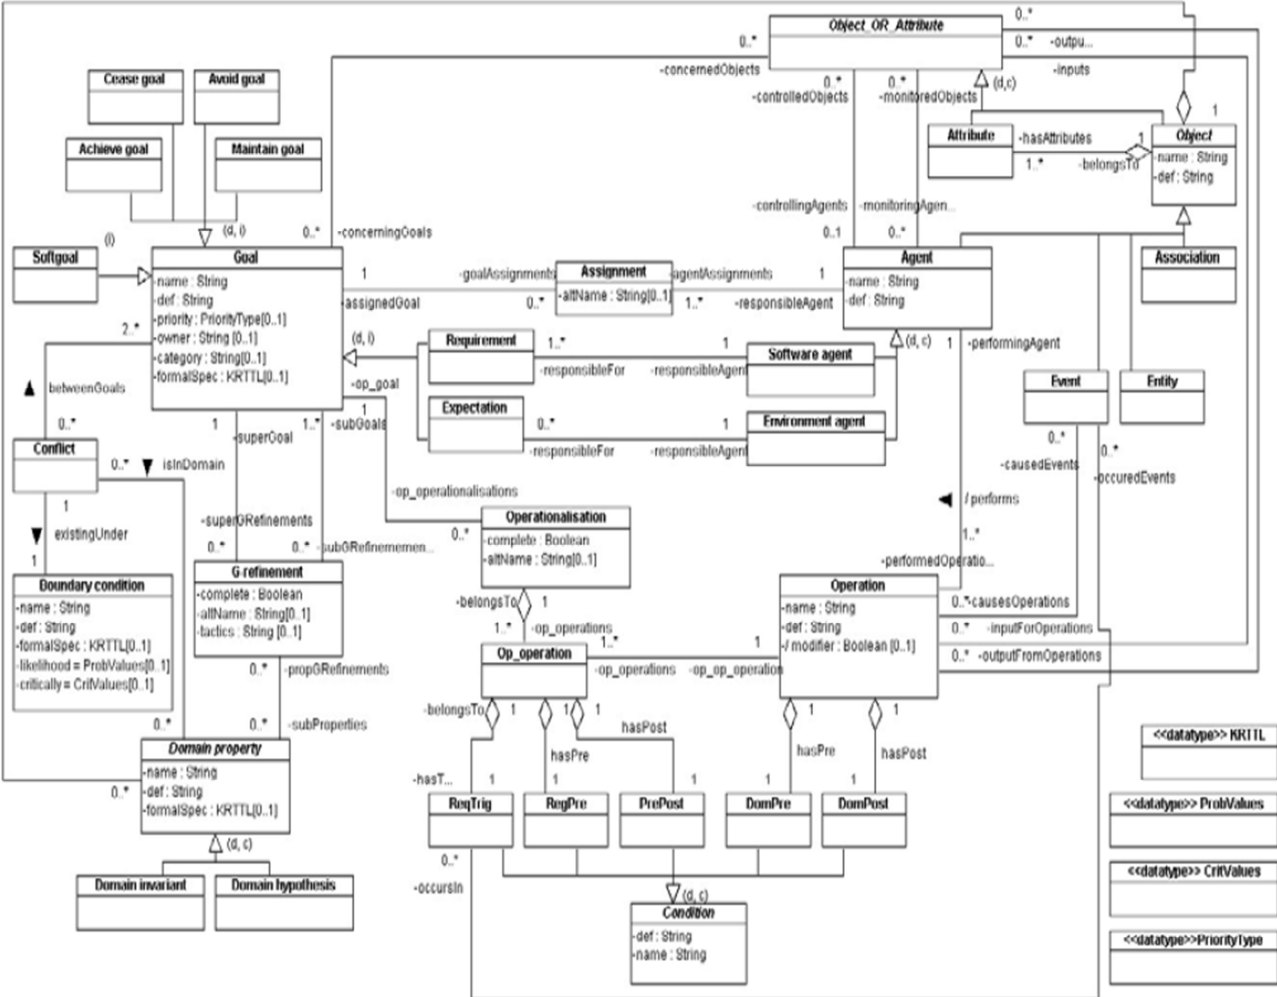 Object_OR_Attribute
0..*
0..*
0..*
-outpu...
-concernedObjects
-inputs
Cease goal
Avoid goal
0..*
0..*
(d,c)
-controlledObjects
-monitoredObjects
1
Attribute
-hasAttributes
1
Object
Achieve goal
Maintain goal
1..*
-belongsTo
-name : String
-def : String
-controllingAgents
-monitoringAgen...
(d, i)
0..*
-concerningGoals
0..1
0..*
(i)
Softgoal
Goal
Agent
Association
-name : String
-def : String
-priority : PriorityType[0..1]
-owner : String [0..1]
-category : String[0..1]
-formalSpec : KRTTL[0..1]
1
-goalAssignments
Assignment
-agentAssignments
1
-name : String
-def : String
-assignedGoal
0..*
-altName : String[0..1]
1..*
-responsibleAgent
2..*
(d, i)
Requirement
1..*
1
Software agent
(d, c)
1
-performingAgent
-responsibleFor
-responsibleAgent
Event
Entity
betweenGoals
-op_goal
1
Expectation
0..*
1
Environment agent
0..*
1
1..*
-subGoals
-superGoal
-responsibleFor
-responsibleAgent
0..*
0..*
Conflict
0..*
isInDomain
-causedEvents
-occuredEvents
-op_operationalisations
/ performs
1
existingUnder
-superGRefinements
0..*
Operationalisation
-complete : Boolean
-altName : String[0..1]
1..*
1
0..*
0..*
-subGRefinemen...
-performedOperatio...
Boundary condition
-name : String
-def : String
-formalSpec : KRTTL[0..1]
-likelihood = ProbValues[0..1]
-critically = CritValues[0..1]
G-refinement
-complete : Boolean
-altName : String[0..1]
-tactics : String [0..1]
Operation
-name : String
-def : String
-/ modifier : Boolean [0..1]
-belongsTo
1
0..*
-causesOperations
1..*
-op_operations
0..*
-inputForOperations
Op_operation
1..*
1
0..*
-outputFromOperations
0..*
-propGRefinements
-op_operations
-op_op_operation
-belongsTo
1
1
1
1
1
0..*
0..*
-subProperties
hasPost
hasPre
hasPre
hasPost
Domain property
-name : String
-def : String
-formalSpec : KRTTL[0..1]
<<datatype>> KRTTL
0..*
-hasT...
1
1
1
1
1
ReqTrig
RegPre
PrePost
DomPre
DomPost
<<datatype>> ProbValues
(d, c)
0..*
<<datatype>> CritValues
Domain invariant
Domain hypothesis
-occursIn
(d, c)
Condition
-def : String
-name : String
<<datatype>>PriorityType